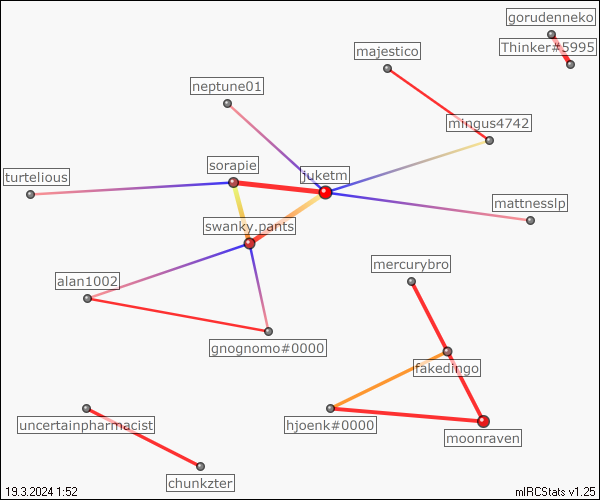 gorudenneko
Thinker#5995
majestico
neptune01
mingus4742
sorapie
juketm
turtelious
mattnesslp
swanky.pants
mercurybro
alan1002
gnognomo#0000
fakedingo
uncertainpharmacist
hjoenk#0000
moonraven
chunkzter
19.3.2024 1:52
mIRCStats v1.25